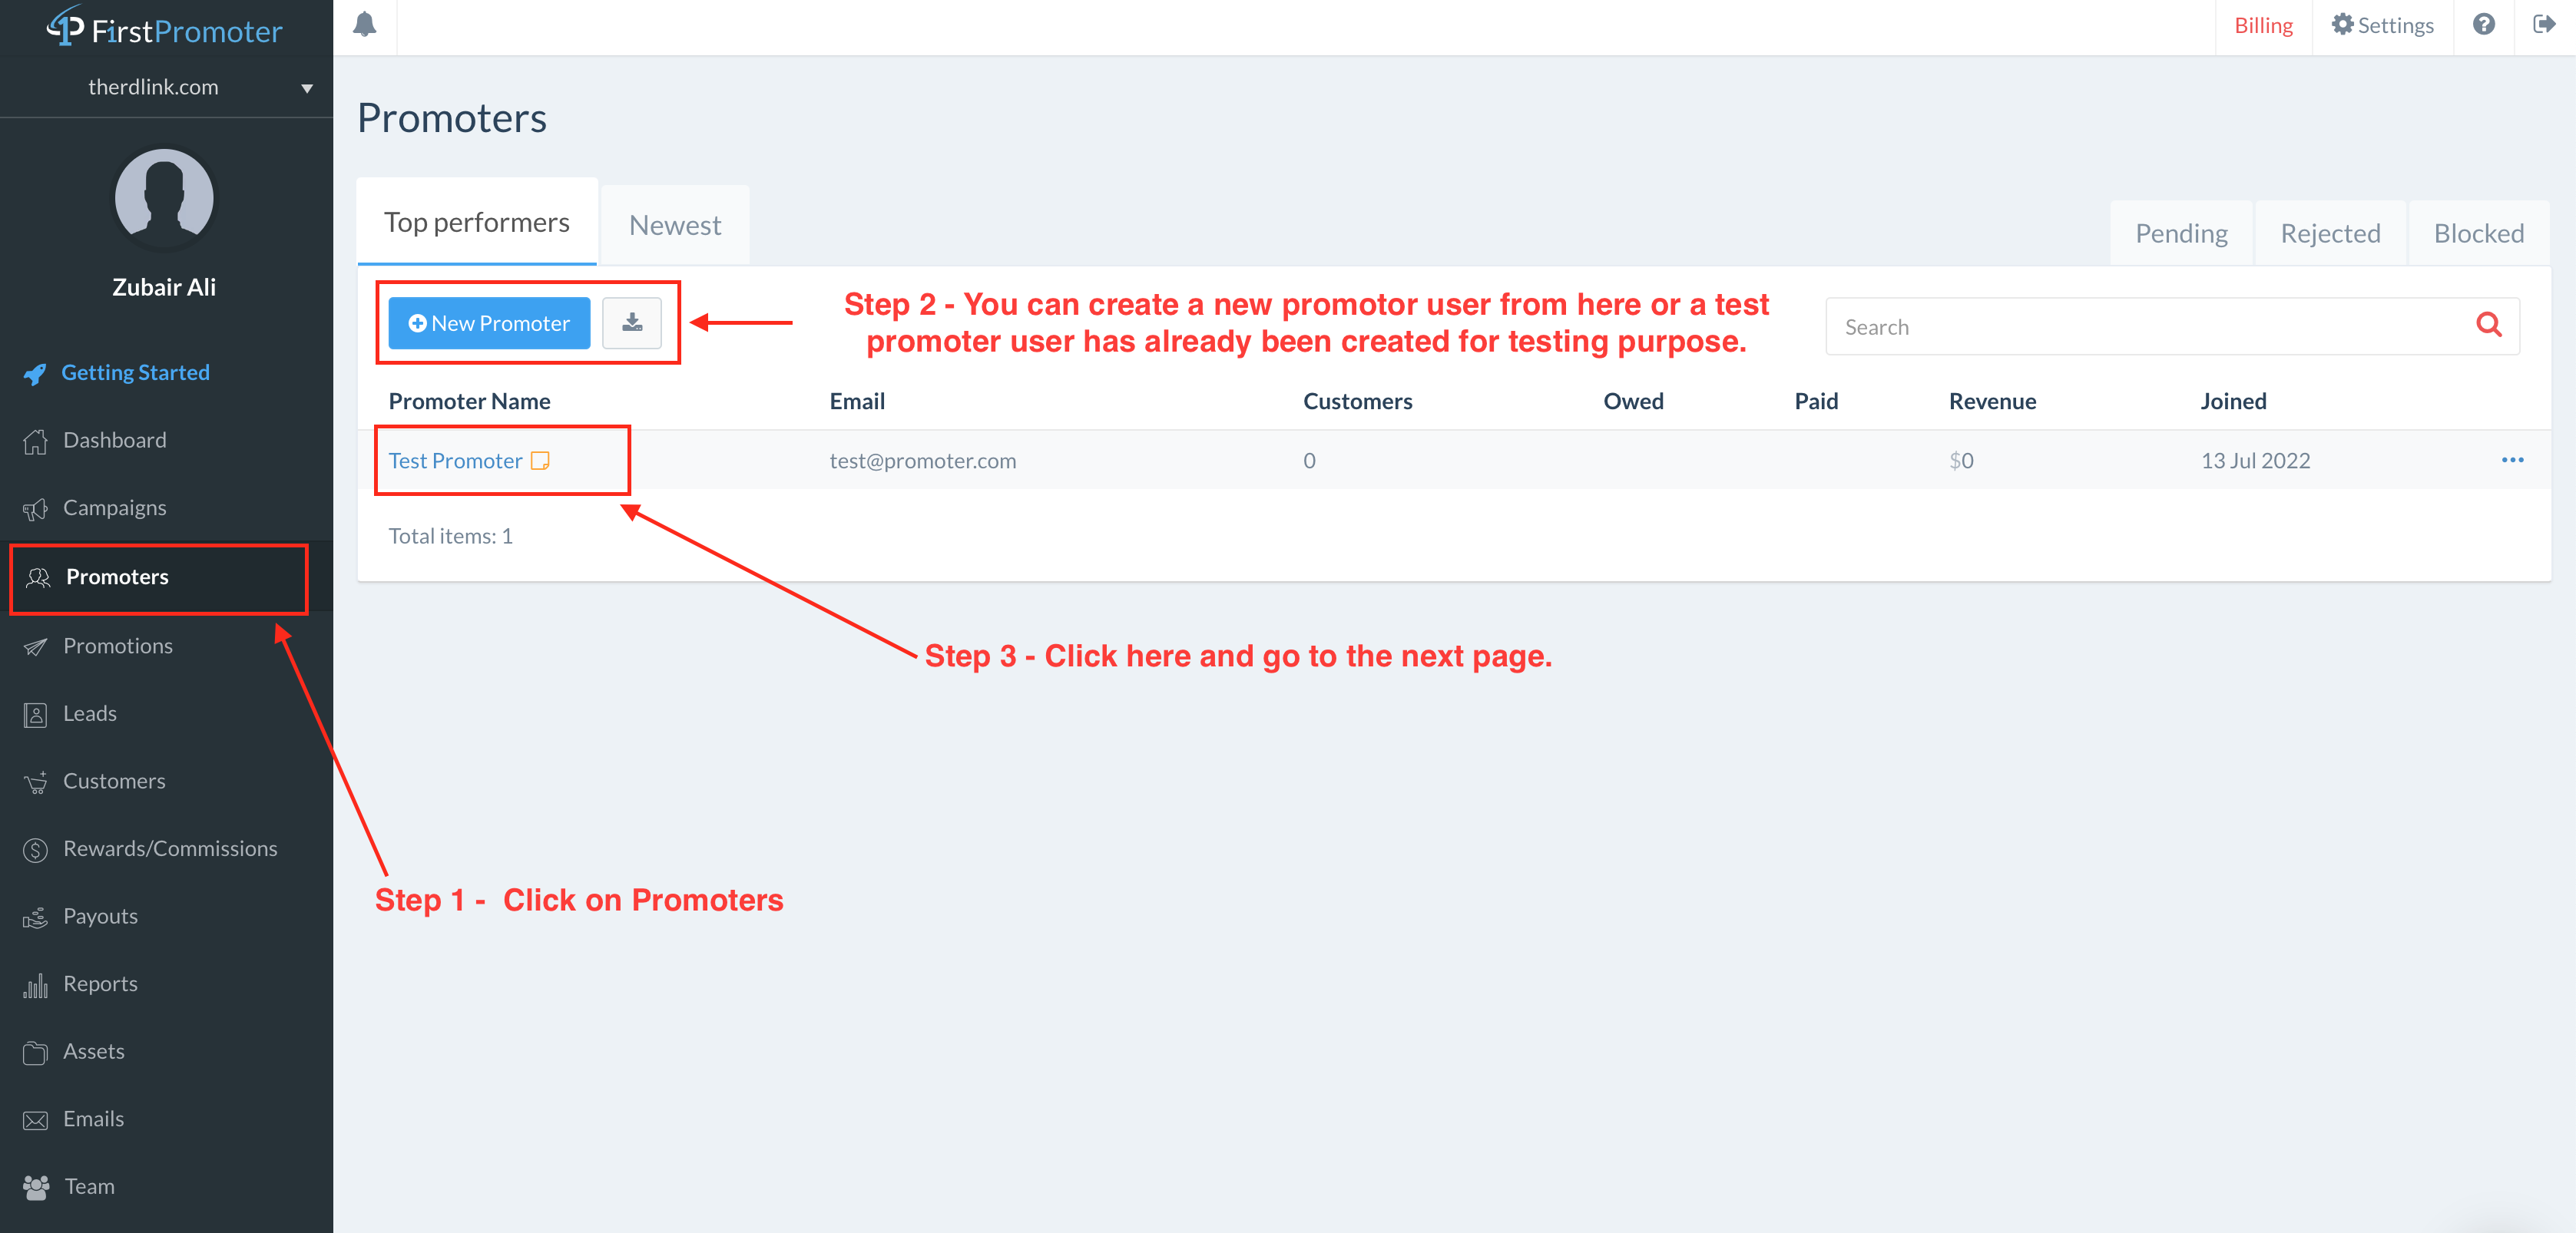 FirstPromoter
therdlink.com
Zubair Ali
Getting Started
Dashboard
Campaigns
Promoters
Promotions
Leads
Customers
Rewards/Commissions
Payouts
Reports
Assets
Emails
Team
Billing
Settings
Promoters
Top performers
Newest
Pending
Rejected
Blocked
New Promoter
Step 2 - You can create a new promotor user from here or a test
promoter user has already been created for testing purpose.
Search
Promoter Name Email Customers Owed Paid Revenue Joined
Test Promoter test@promoter.com 0 $0 13 Jul 2022
Total items: 1
Step 3 - Click here and go to the next page.
Step 1 - Click on Promoters